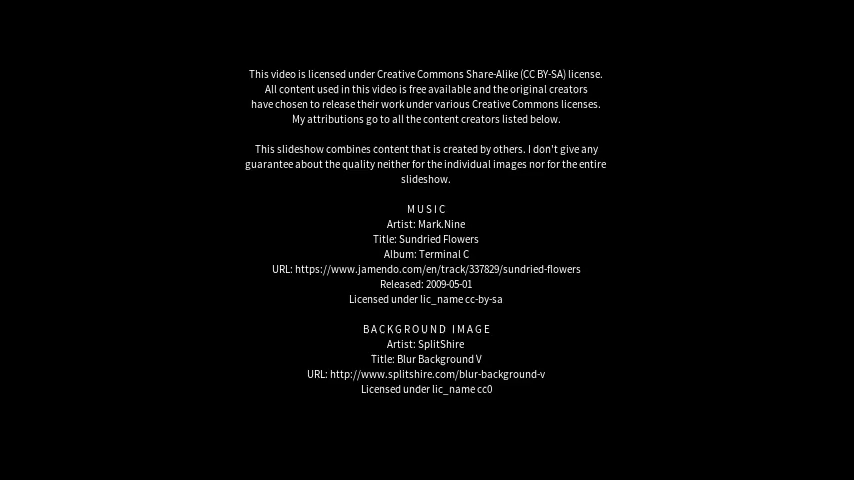 This video is licensed under Creative Commons Share-Alike (CC BY-SA) license.
All content used in this video is free available and the original creators
have chosen to release their work under various Creative Commons licenses.
My attributions go to all the content creators listed below.
This slideshow combines content that is created by others. I don't give any
guarantee about the quality neither for the individual images nor for the entire
slideshow.
MUSIC
Artist: Mark.Nine
Title: Sundried Flowers
Album: Terminal C
URL: https://www.jamendo.com/en/track/337829/sundried-flowers
Released: 2009-05-01
Licensed under lic_name cc-by-sa
BACKGROUND IMAGE
Artist: SplitShire
Title: Blur Background V
URL: http://www.splitshire.com/blur-background-v
Licensed under lic_name cc0